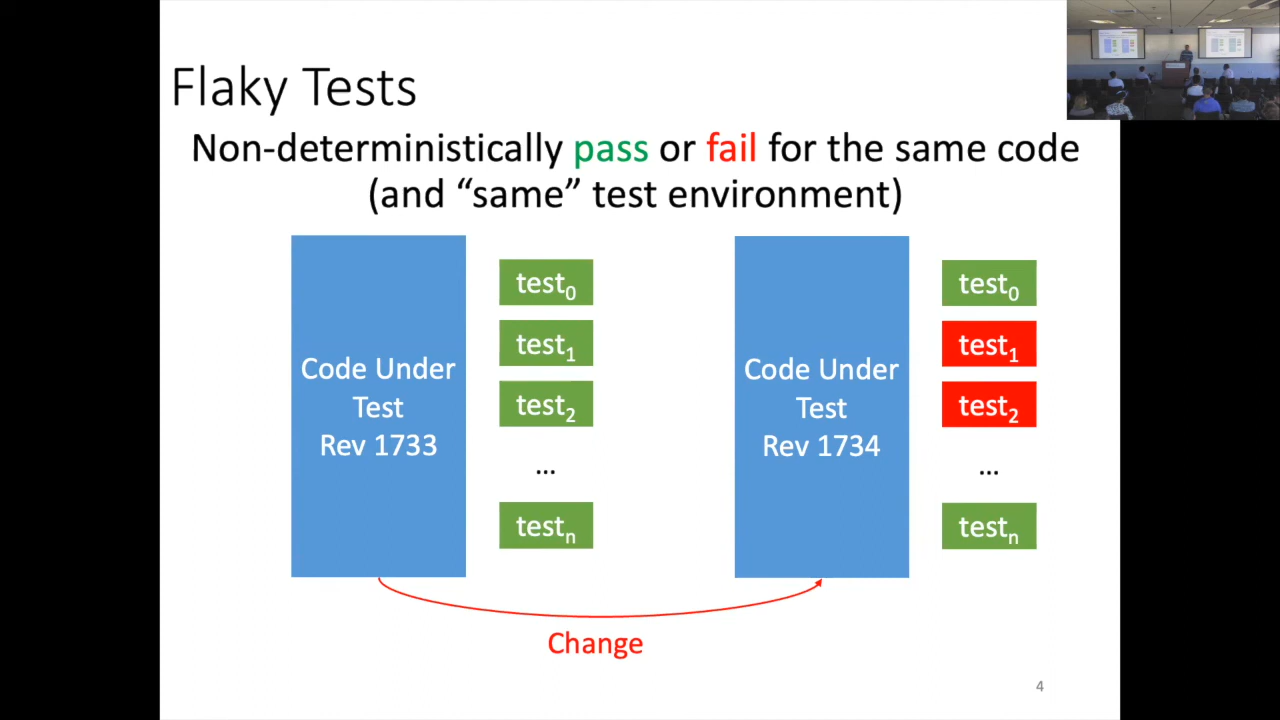 Flaky Tests
Non-deterministically pass or fail for the same code
(and “same” test environment)
Code Under
Test
Rev 1733
test0
test1
test2
...
testn
Code Under
Test
Rev 1734
test0
test1
test2
...
testn
Change
4